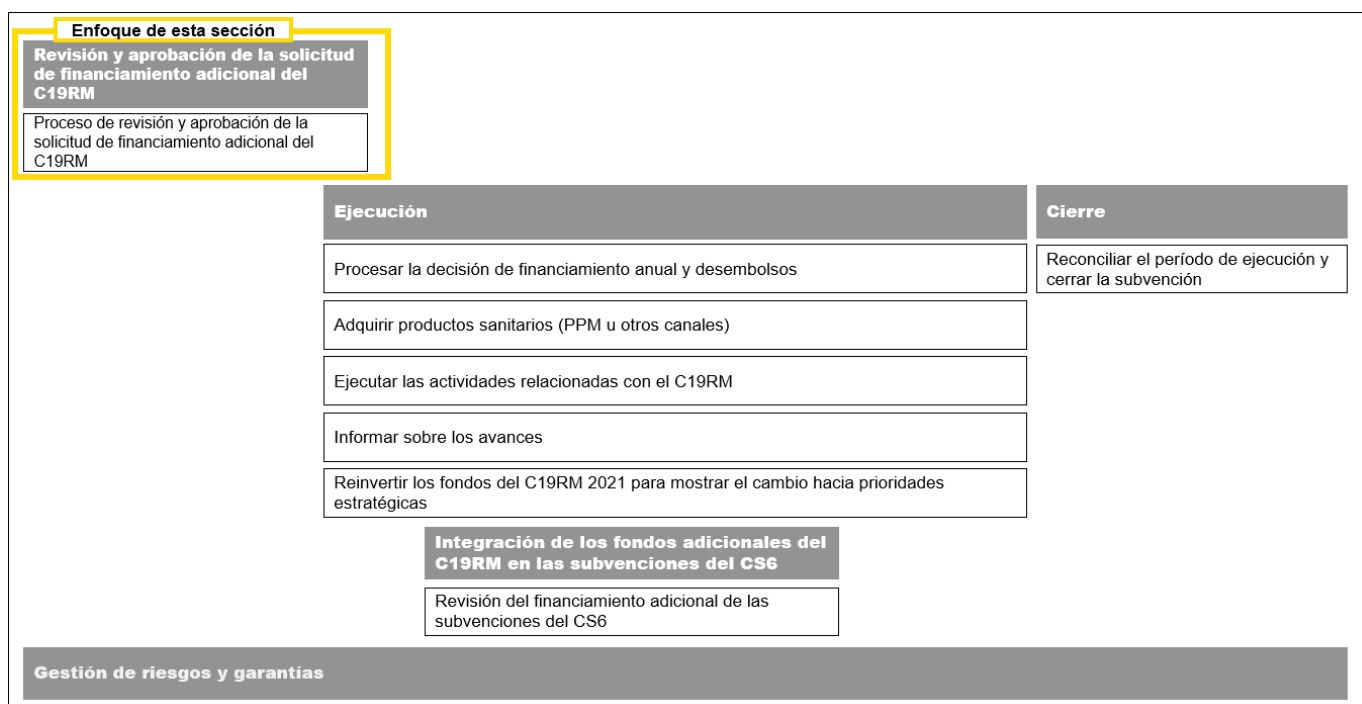 Enfoque de esta sección
Revisión y aprobación de la solicitud
de financiamiento adicional del
C19RM
Proceso de revisión y aprobación de la
solicitud de financiamiento adicional del
C19RM
Ejecución
Cierre
Procesar la decisión de financiamiento anual y desembolsos
Reconciliar el período de ejecución y
cerrar la subvención
Adquirir productos sanitarios (PPM u otros canales)
Ejecutar las actividades relacionadas con el C19RM
Informar sobre los avances
Reinvertir los fondos del C19RM 2021 para mostrar el cambio hacia prioridades
estratégicas
Integración de los fondos adicionales del
C19RM en las subvenciones del CS6
Revisión del financiamiento adicional de las
subvenciones del CS6
Gestión de riesgos y garantías